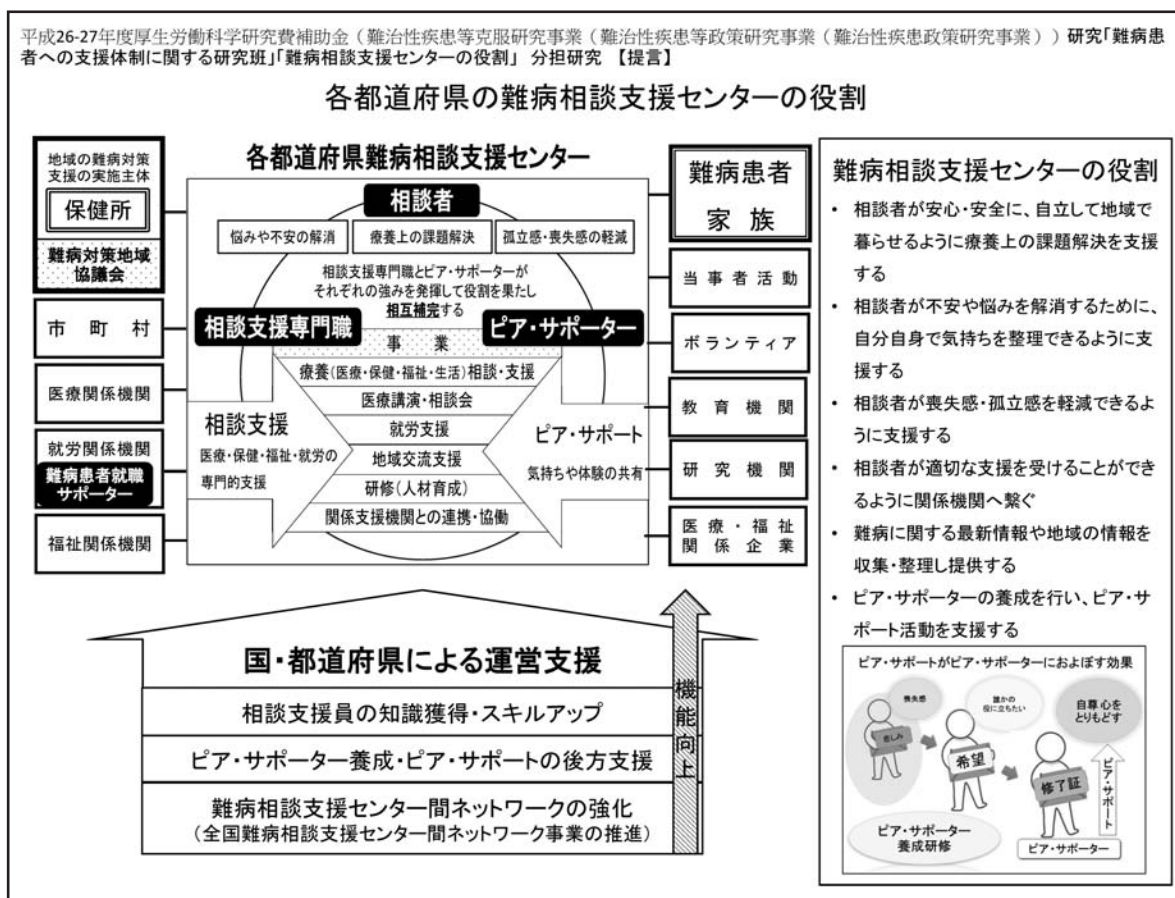 平成26-27年度厚生労働科学研究費補助金（難治性疾患等克服研究事業（難治性疾患等政策研究事業（難治性疾患政策研究事業））研究「難病患
者への支援体制に関する研究班」「難病相談支援センターの役割」 分担研究 【提言】
各都道府県の難病相談支援センターの役割
地域の難病対策
支援の実施主体
保健所
難病対策地域
協議会
市町村
医療関係機関
就労関係機関
難病患者就職
サポーター
福祉関係機関
各都道府県難病相談支援センター
相談者
悩みや不安の解消
療養上の課題解決
孤立感・喪失感の軽減
相談支援専門職とピア・サポーターが
それぞれの強みを発揮して役割を果たし
相互補完する
相談支援専門職
ピア・サポーター
事業
療養（医療・保健・福祉・生活）相談・支援
医療講演・相談会
就労支援
地域交流支援
研修（人材育成）
関係支援機関との連携・協働
相談支援
医療・保健・福祉・就労の
専門的支援
ピア・サポート
気持ちや体験の共有
難病患者
家族
当事者活動
ボランティア
教育機関
研究機関
医療・福祉
関係企業
国・都道府県による運営支援
相談支援員の知識獲得・スキルアップ
ピア・サポーター養成・ピア・サポートの後方支援
難病相談支援センター間ネットワークの強化
（全国難病相談支援センター間ネットワーク事業の推進）
機能向上
難病相談支援センターの役割
・ 相談者が安心・安全に、自立して地域で
暮らせるように療養上の課題解決を支援
する
・ 相談者が不安や悩みを解消するために、
自分自身で気持ちを整理できるように支
援する
・ 相談者が喪失感・孤立感を軽減できるよ
うに支援する
・ 相談者が適切な支援を受けることができ
るように関係機関へ繋ぐ
・ 難病に関する最新情報や地域の情報を
収集・整理し提供する
・ ピア・サポーターの養成を行い、ピア・サ
ポート活動を支援する
ピア・サポートがピア・サポーターにおよぼす効果
喪失感
誰かの
役に立ちたい
自尊心を
とりもどす
悲しみ
希望
修了証
ピア・サポート
ピア・サポーター
養成研修
ピア・サポーター